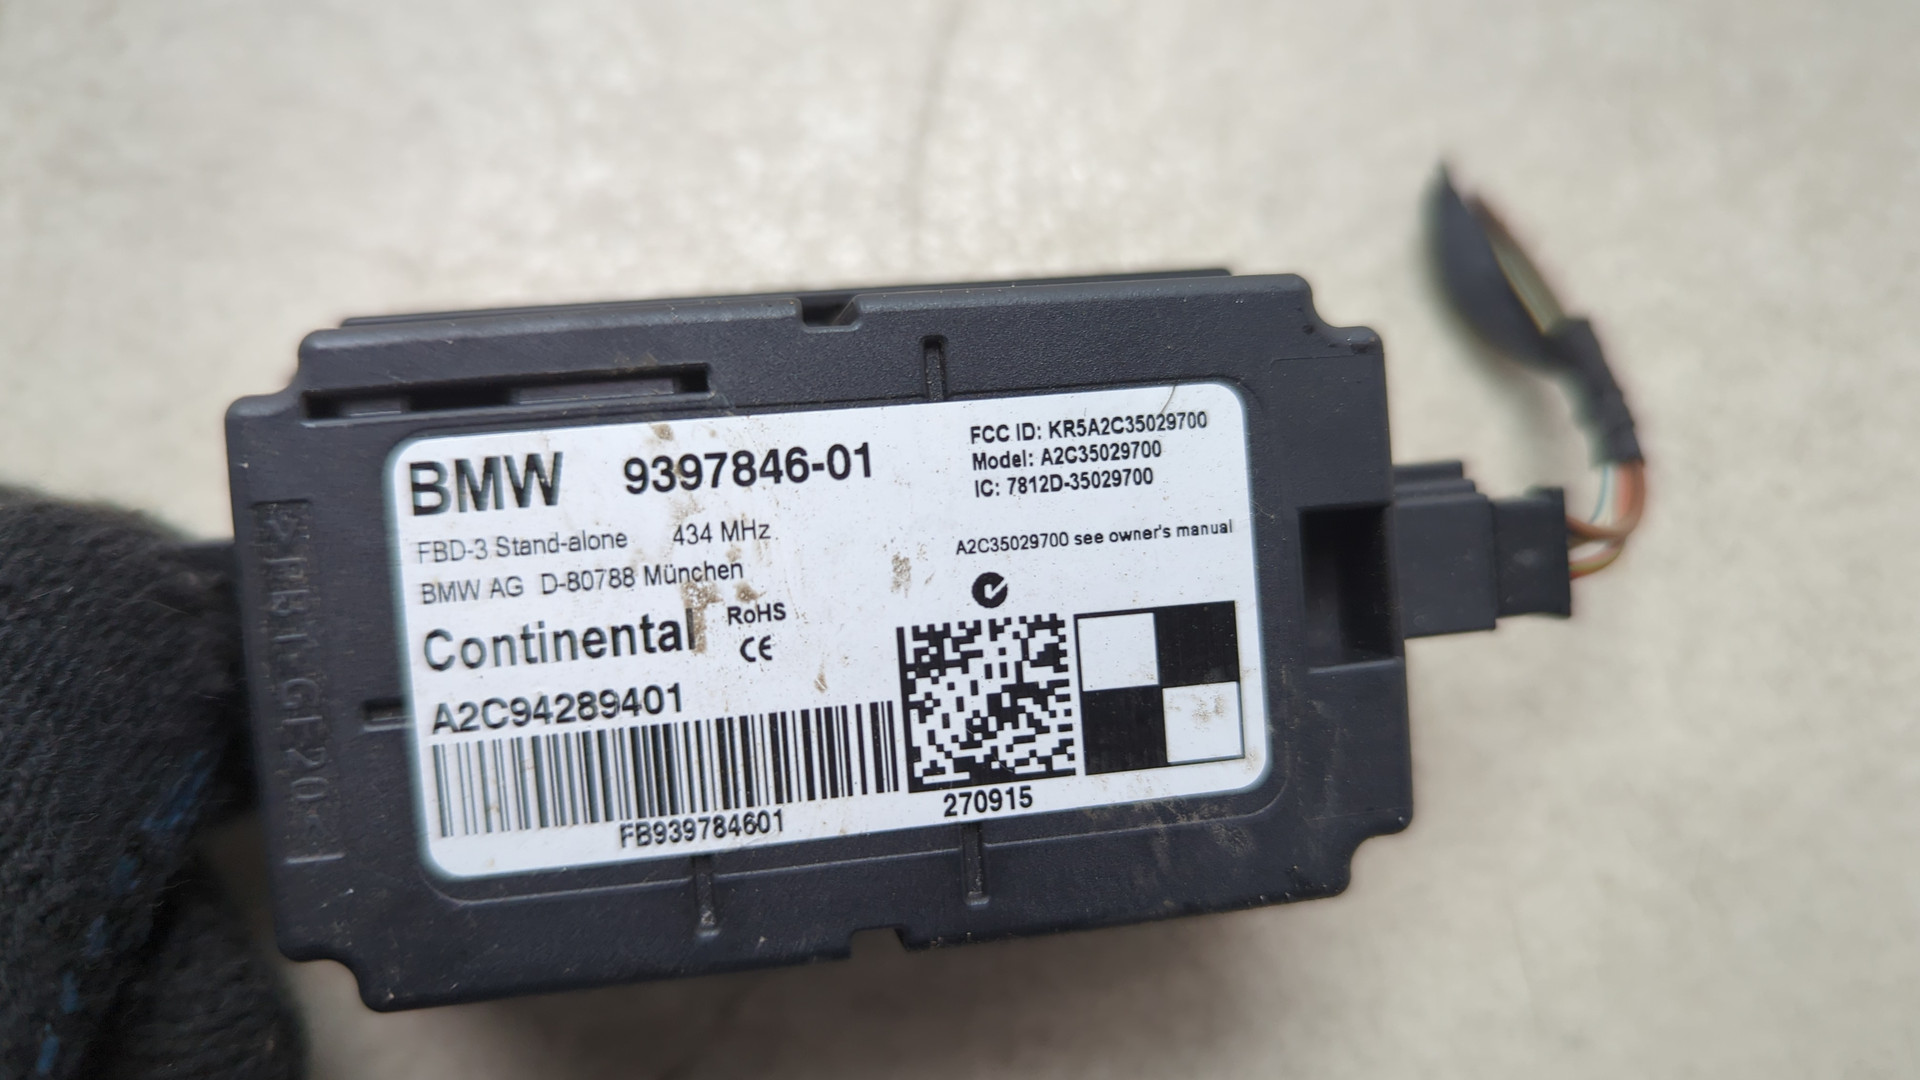 BMW 9397846-01
FBD-3 Stand-alone 434 MHz
BMW AG D-80788 München
Continental RoHS
CE
A2C94289401
FB939784601
FCC ID: KR5A2C35029700
Model: A2C35029700
IC: 7812D-35029700
A2C35029700 see owner's manual
270915